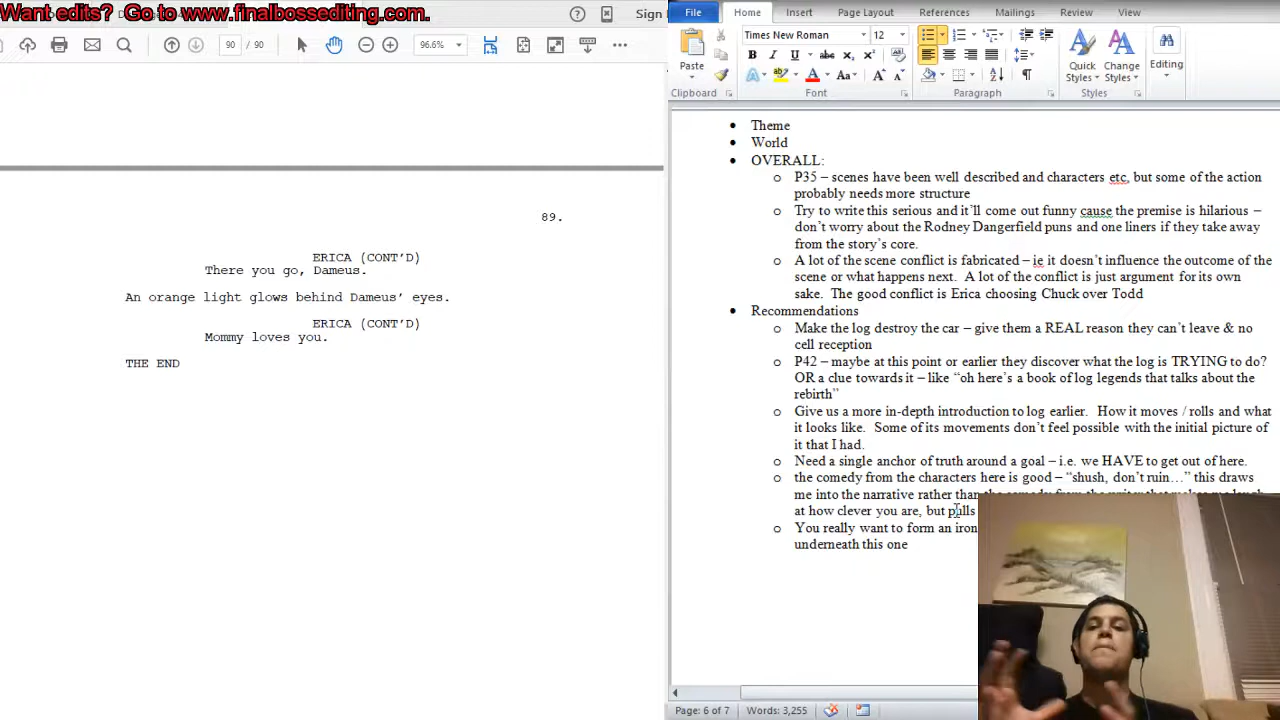 Want edits?  Go to www.finalbossediting.com.
Sign
90 / 90
96.6%
89.
ERICA (CONT'D)
There you go, Dameus.
An orange light glows behind Dameus' eyes.
ERICA (CONT'D)
Mommy loves you.
THE END
File Home Insert Page Layout References Mailings Review View
Times New Roman 12
Paste
Quick Styles
Change Styles
Editing
Clipboard Font Paragraph Styles
• Theme
• World
• OVERALL:
o P35 – scenes have been well described and characters etc, but some of the action
probably needs more structure
o Try to write this serious and it'll come out funny cause the premise is hilarious –
don't worry about the Rodney Dangerfield puns and one liners if they take away
from the story's core.
o A lot of the scene conflict is fabricated – ie it doesn't influence the outcome of the
scene or what happens next.  A lot of the conflict is just argument for its own
sake.  The good conflict is Erica choosing Chuck over Todd
• Recommendations
o Make the log destroy the car – give them a REAL reason they can't leave & no
cell reception
o P42 – maybe at this point or earlier they discover what the log is TRYING to do?
OR a clue towards it – like "oh here's a book of log legends that talks about the
rebirth"
o Give us a more in-depth introduction to log earlier.  How it moves / rolls and what
it looks like.  Some of its movements don't feel possible with the initial picture of
it that I had.
o Need a single anchor of truth around a goal – i.e. we HAVE to get out of here.
o the comedy from the characters here is good – "shush, don't ruin…" this draws
me into the narrative rather than
at how clever you are, but pulls
o You really want to form an iron
underneath this one
Page: 6 of 7 Words: 3,255